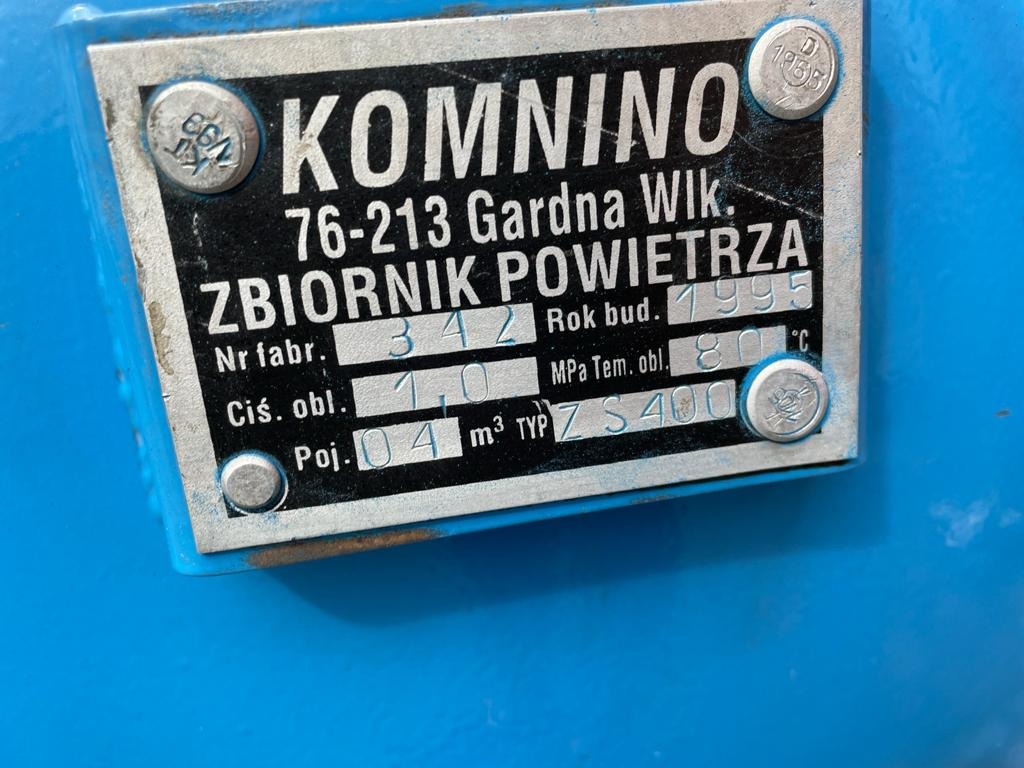 KOMNINO
76-213 Gardna Wlk.
ZBIORNIK POWIETRZA
Nr fabr. 342 Rok bud. 1995
Ciś. obl. 1,0 MPa Tem. obl. 80 °C
Poj. 04 m³ TYP ZS400